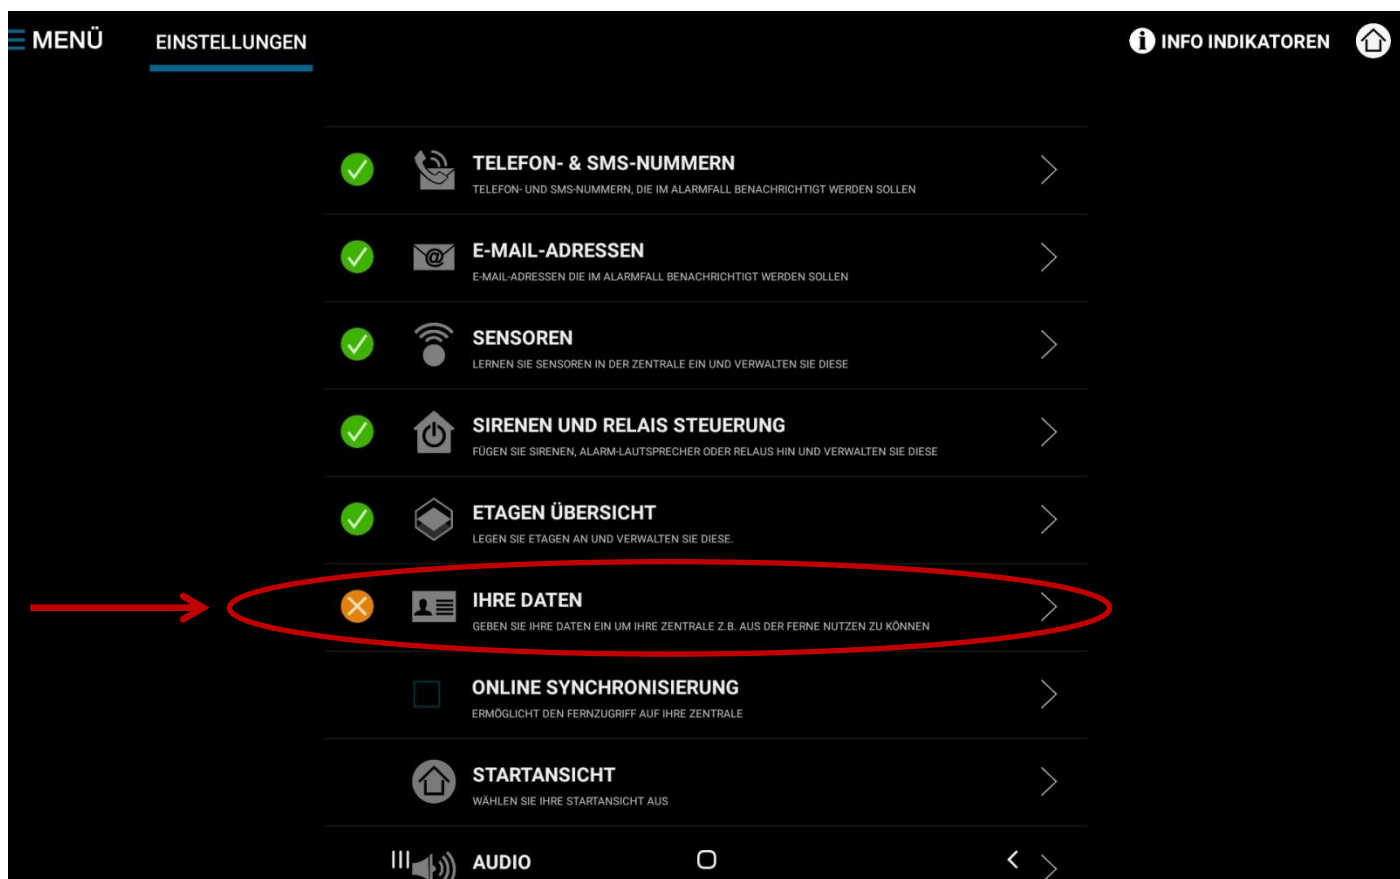 MENÜ
EINSTELLUNGEN
INFO INDIKATOREN
TELEFON- & SMS-NUMMERN
TELEFON- UND SMS-NUMMERN, DIE IM ALARMFALL BENACHRICHTIGT WERDEN SOLLEN
E-MAIL-ADRESSEN
E-MAIL-ADRESSEN DIE IM ALARMFALL BENACHRICHTIGT WERDEN SOLLEN
SENSOREN
LERNEN SIE SENSOREN IN DER ZENTRALE EIN UND VERWALTEN SIE DIESE
SIRENEN UND RELAIS STEUERUNG
FÜGEN SIE SIRENEN, ALARM-LAUTSPRECHER ODER RELAUS HIN UND VERWALTEN SIE DIESE
ETAGEN ÜBERSICHT
LEGEN SIE ETAGEN AN UND VERWALTEN SIE DIESE.
IHRE DATEN
GEBEN SIE IHRE DATEN EIN UM IHRE ZENTRALE Z.B. AUS DER FERNE NUTZEN ZU KÖNNEN
ONLINE SYNCHRONISIERUNG
ERMÖGLICHT DEN FERNZUGRIFF AUF IHRE ZENTRALE
STARTANSICHT
WÄHLEN SIE IHRE STARTANSICHT AUS
AUDIO